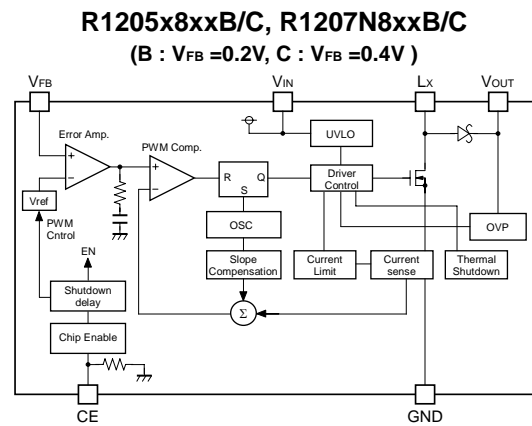 R1205x8xxB/C, R1207N8xxB/C
(B : VFB =0.2V, C : VFB =0.4V )
VFB
VIN
LX
VOUT
Error Amp.
PWM Comp.
UVLO
R
Q
S
Driver
Control
Vref
PWM
Cntrol
OSC
OVP
EN
Slope
Compensation
Current
Limit
Current
sense
Thermal
Shutdown
Shutdown
delay
Σ
Chip Enable
CE
GND
+
-
+
-